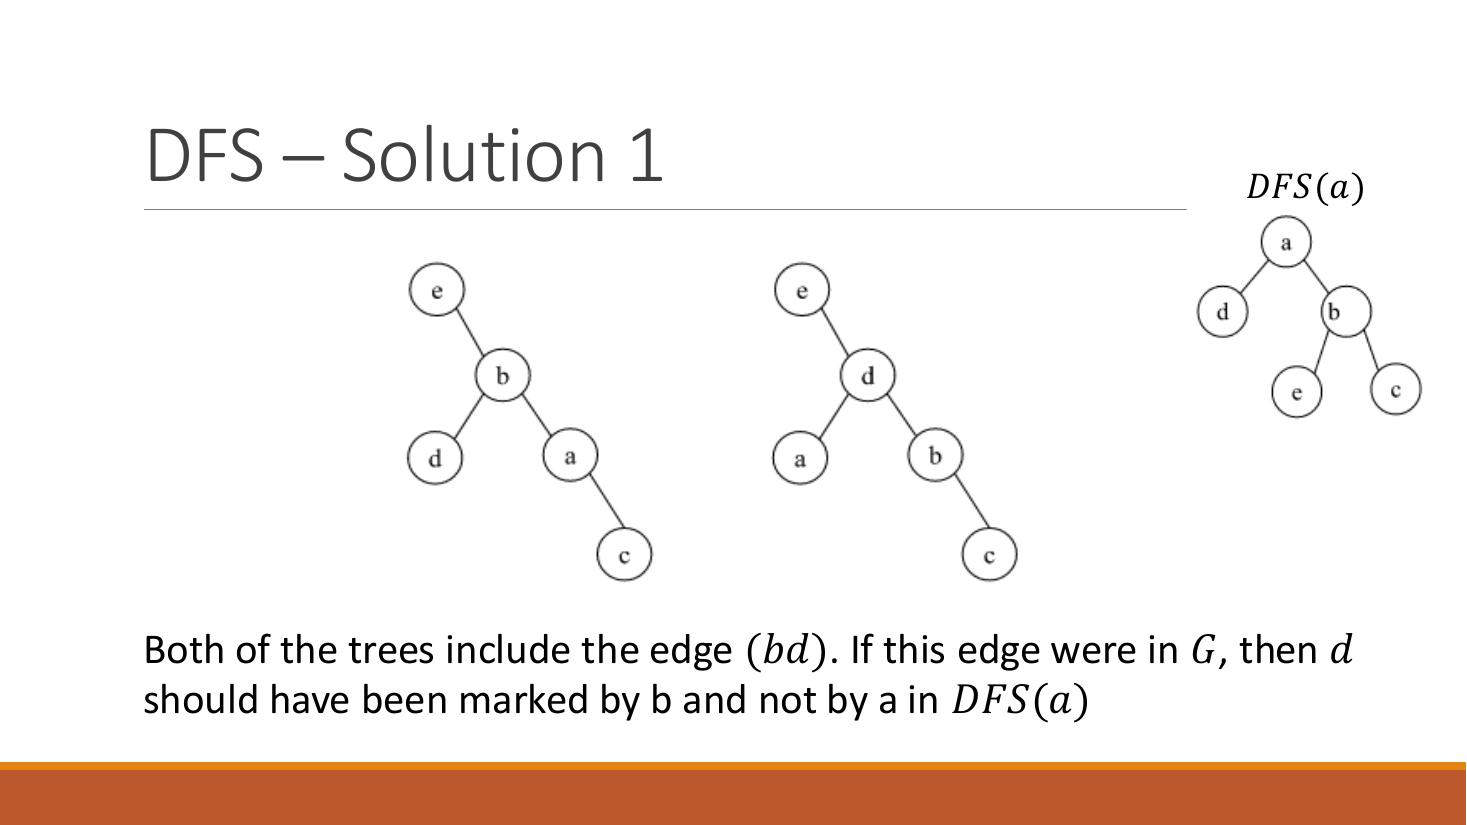 DFS – Solution 1
DFS(a)
a
d
b
e
c
e
b
d
a
c
e
d
a
b
c
Both of the trees include the edge (bd). If this edge were in G, then d
should have been marked by b and not by a in DFS(a)